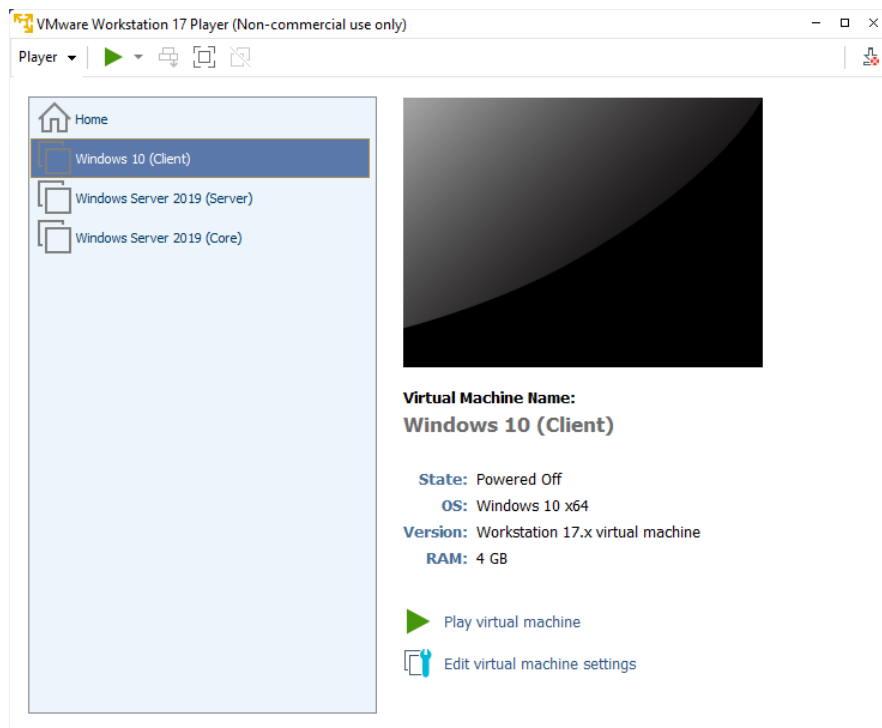 VMware Workstation 17 Player (Non-commercial use only)
Player
Home
Windows 10 (Client)
Windows Server 2019 (Server)
Windows Server 2019 (Core)
Virtual Machine Name:
Windows 10 (Client)
State: Powered Off
OS: Windows 10 x64
Version: Workstation 17.x virtual machine
RAM: 4 GB
Play virtual machine
Edit virtual machine settings